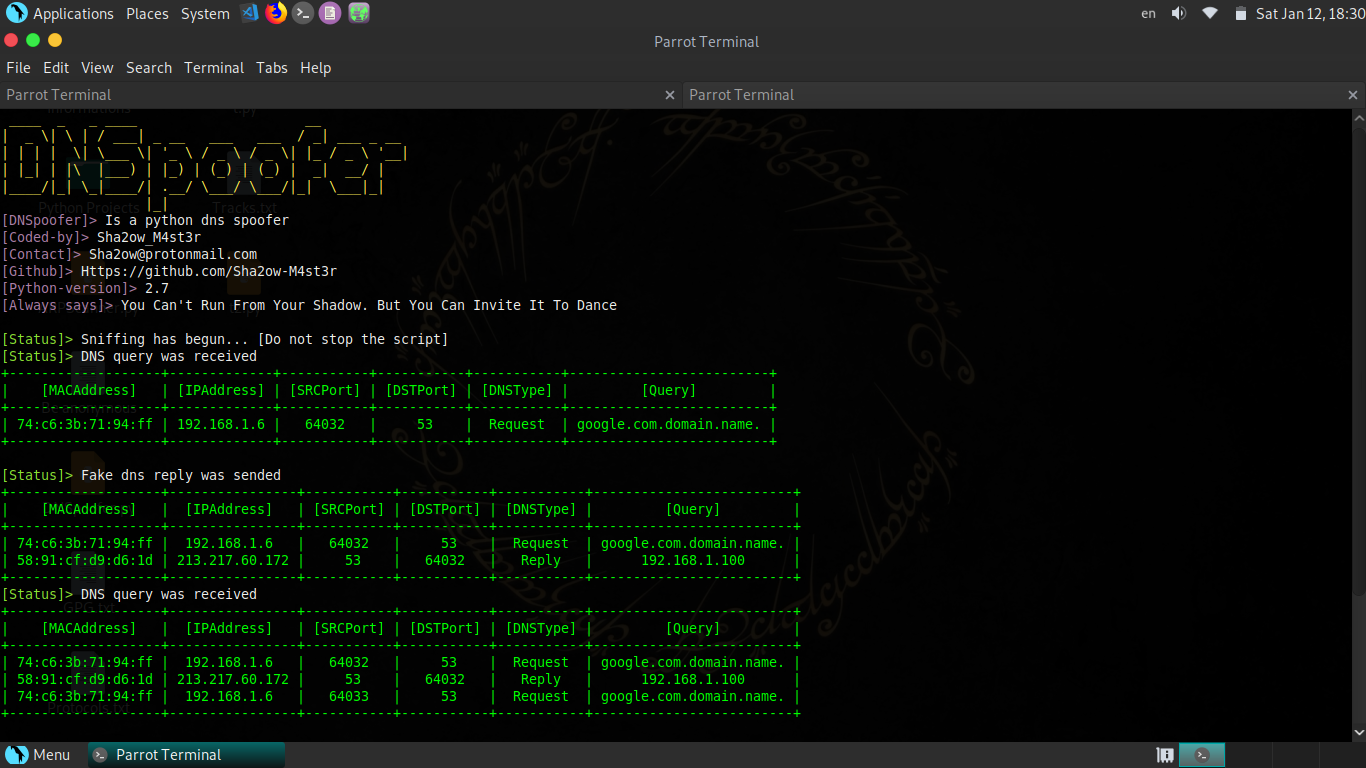 Applications Places System en Sat Jan 12, 18:30
Parrot Terminal
File Edit View Search Terminal Tabs Help
Parrot Terminal × Parrot Terminal ×
DNSpoofer
[DNSpoofer]> Is a python dns spoofer
[Coded-by]> Sha2ow_M4st3r
[Contact]> Sha2ow@protonmail.com
[Github]> Https://github.com/Sha2ow-M4st3r
[Python-version]> 2.7
[Always says]> You Can't Run From Your Shadow. But You Can Invite It To Dance
[Status]> Sniffing has begun... [Do not stop the script]
[Status]> DNS query was received
| [MACAddress] | [IPAddress] | [SRCPort] | [DSTPort] | [DNSType] | [Query] |
| 74:c6:3b:71:94:ff | 192.168.1.6 | 64032 | 53 | Request | google.com.domain.name. |
[Status]> Fake dns reply was sended
| [MACAddress] | [IPAddress] | [SRCPort] | [DSTPort] | [DNSType] | [Query] |
| 74:c6:3b:71:94:ff | 192.168.1.6 | 64032 | 53 | Request | google.com.domain.name. |
| 58:91:cf:d9:d6:1d | 213.217.60.172 | 53 | 64032 | Reply | 192.168.1.100 |
[Status]> DNS query was received
| [MACAddress] | [IPAddress] | [SRCPort] | [DSTPort] | [DNSType] | [Query] |
| 74:c6:3b:71:94:ff | 192.168.1.6 | 64032 | 53 | Request | google.com.domain.name. |
| 58:91:cf:d9:d6:1d | 213.217.60.172 | 53 | 64032 | Reply | 192.168.1.100 |
| 74:c6:3b:71:94:ff | 192.168.1.6 | 64033 | 53 | Request | google.com.domain.name. |
Menu Parrot Terminal